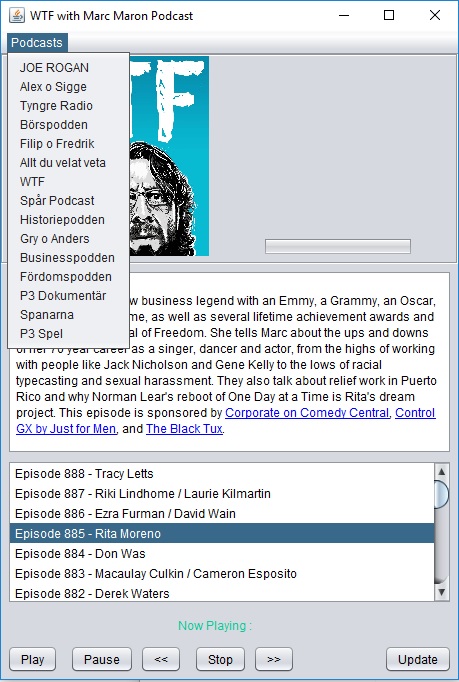 WTF with Marc Maron Podcast
Podcasts
JOE ROGAN
Alex o Sigge
Tyngre Radio
Börspodden
Filip o Fredrik
Allt du velat veta
WTF
Spår Podcast
Historiepodden
Gry o Anders
Businesspodden
Fördomspodden
P3 Dokumentär
Spanarna
P3 Spel
TF
business legend with an Emmy, a Grammy, an Oscar,
as well as several lifetime achievement awards and
of Freedom. She tells Marc about the ups and downs
of her 70 year career as a singer, dancer and actor, from the highs of working
with people like Jack Nicholson and Gene Kelly to the lows of racial
typecasting and sexual harassment. They also talk about relief work in Puerto
Rico and why Norman Lear's reboot of One Day at a Time is Rita's dream
project. This episode is sponsored by Corporate on Comedy Central, Control
GX by Just for Men, and The Black Tux.
Episode 888 - Tracy Letts
Episode 887 - Riki Lindhome / Laurie Kilmartin
Episode 886 - Ezra Furman / David Wain
Episode 885 - Rita Moreno
Episode 884 - Don Was
Episode 883 - Macaulay Culkin / Cameron Esposito
Episode 882 - Derek Waters
Now Playing :
Play
Pause
<<
Stop
>>
Update